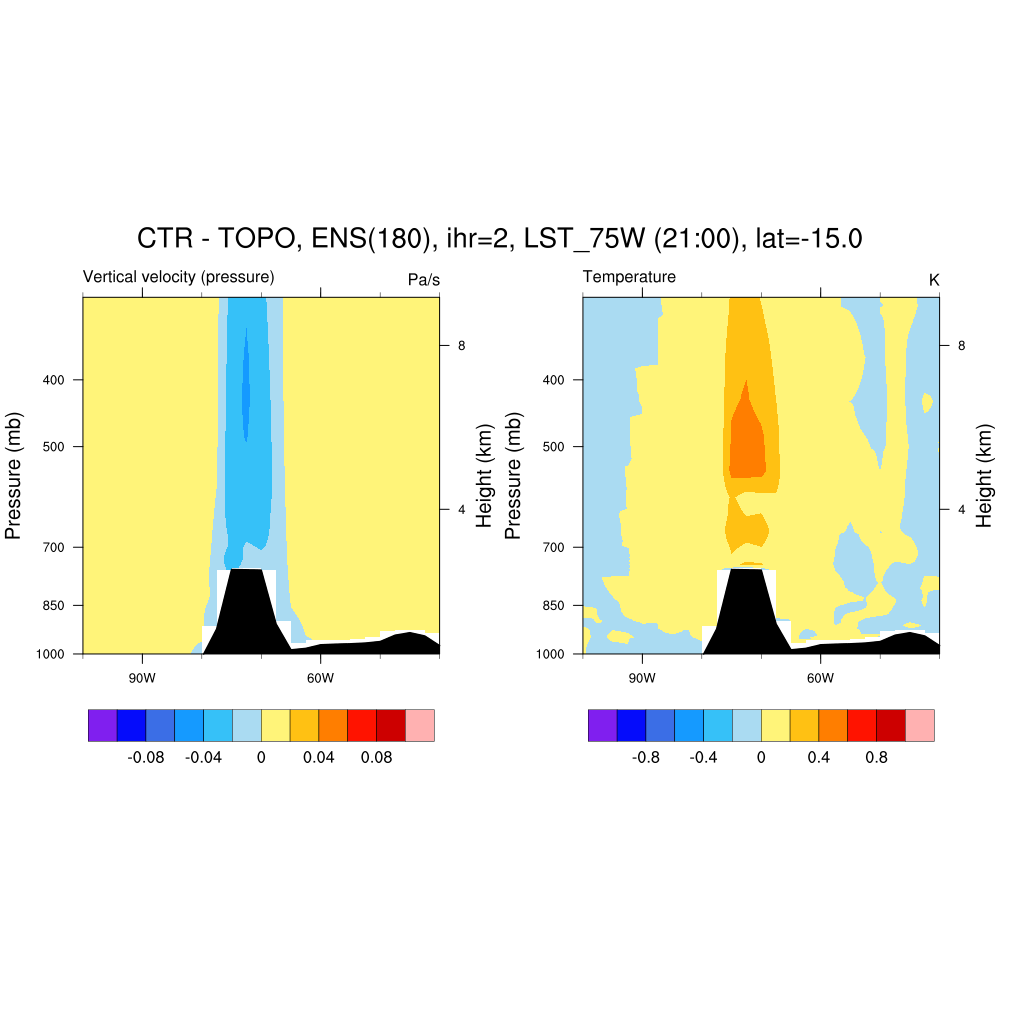 CTR - TOPO, ENS(180), ihr=2, LST_75W (21:00), lat=-15.0
Vertical velocity (pressure) Pa/s
Pressure (mb)
400
500
700
850
1000
8
4
Height (km)
90W 60W
-0.08 -0.04 0 0.04 0.08
Temperature K
Pressure (mb)
400
500
700
850
1000
8
4
Height (km)
90W 60W
-0.8 -0.4 0 0.4 0.8